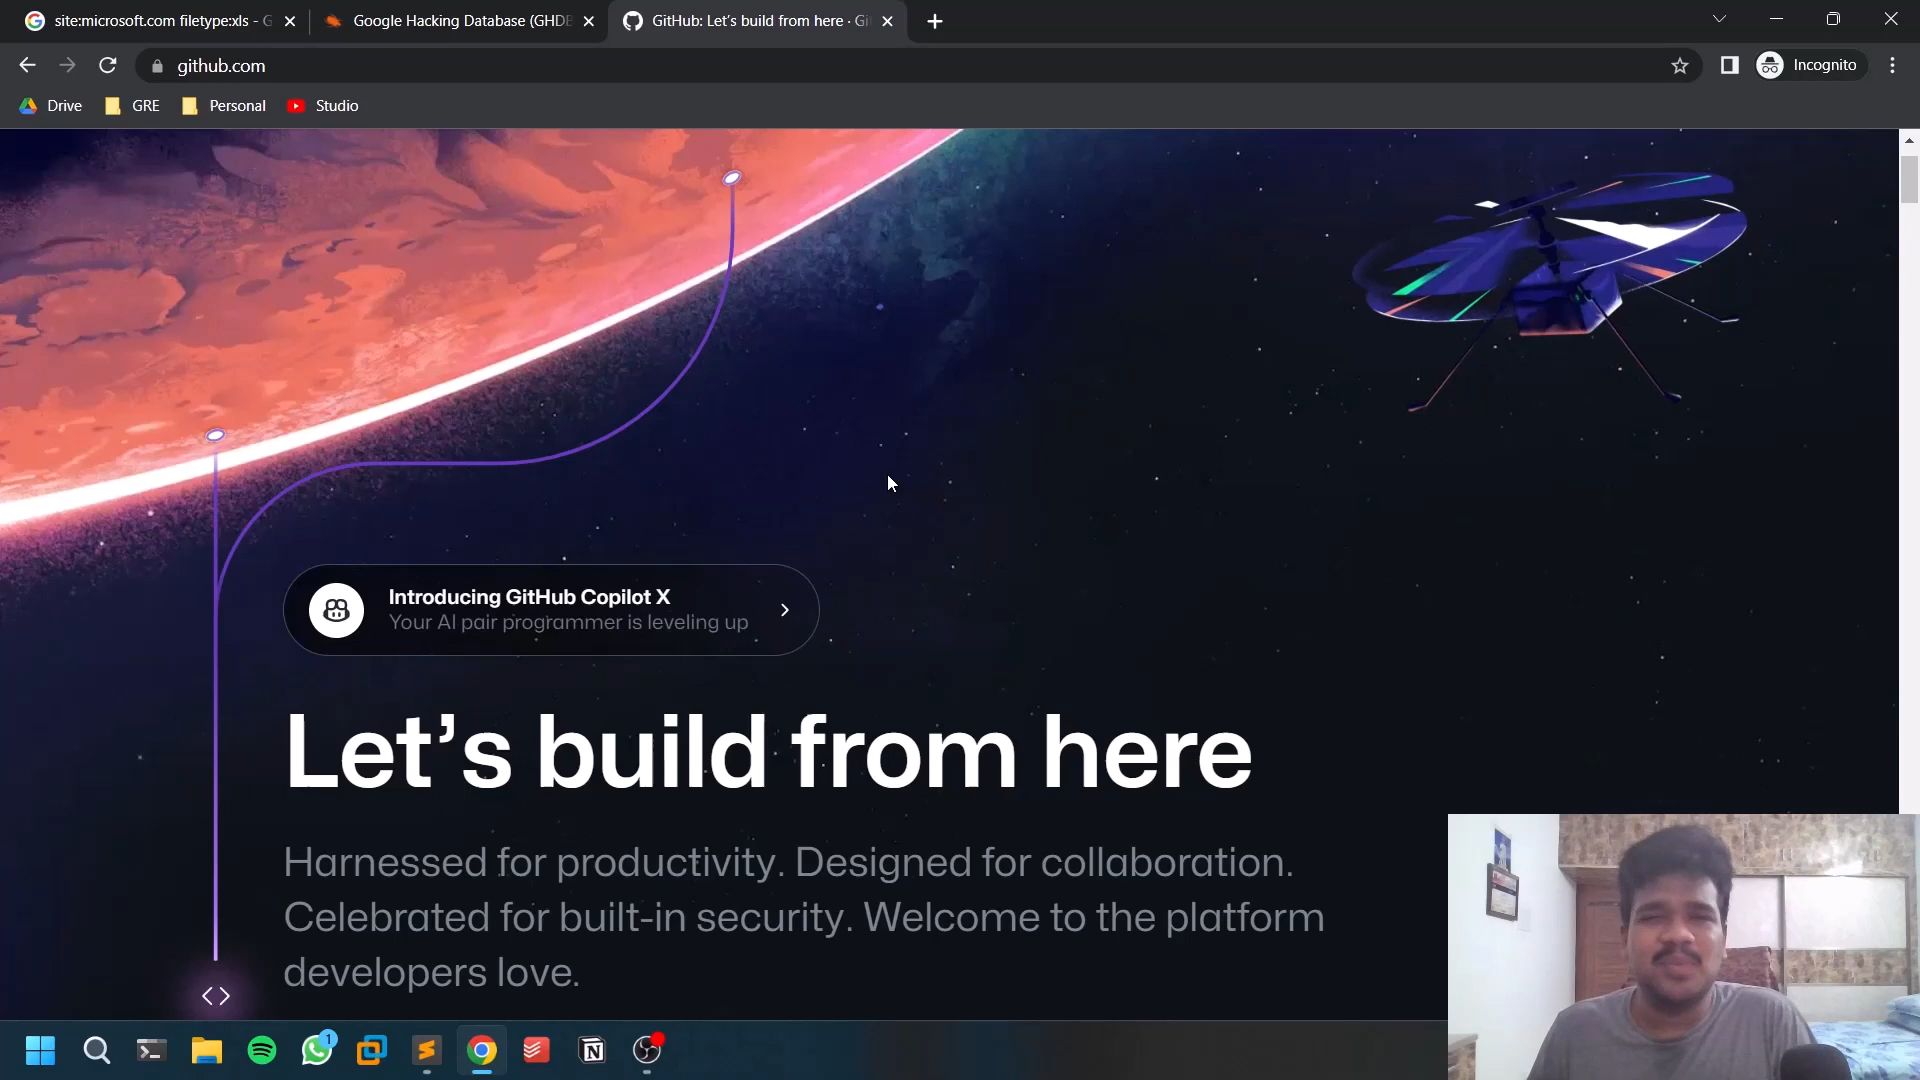 site:microsoft.com filetype:xls - G
Google Hacking Database (GHDB
GitHub: Let's build from here · Gi
github.com
Incognito
Drive
GRE
Personal
Studio
Introducing GitHub Copilot X
Your AI pair programmer is leveling up
Let's build from here
Harnessed for productivity. Designed for collaboration.
Celebrated for built-in security. Welcome to the platform
developers love.
1